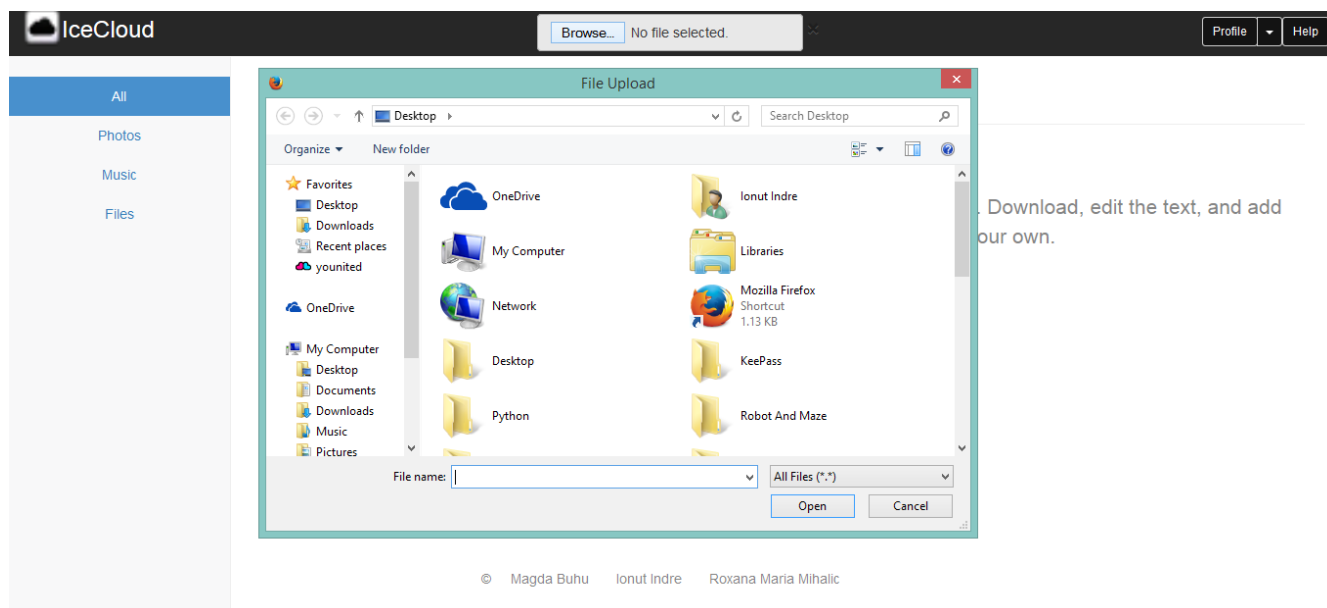 IceCloud
Browse... No file selected.
Profile
Help
All
Photos
Music
Files
File Upload
Desktop
Search Desktop
Organize
New folder
Favorites
Desktop
Downloads
Recent places
younited
OneDrive
My Computer
Desktop
Documents
Downloads
Music
Pictures
OneDrive
Ionut Indre
My Computer
Libraries
Network
Mozilla Firefox
Shortcut
1.13 KB
Desktop
KeePass
Python
Robot And Maze
File name:
All Files (*.*)
Open
Cancel
. Download, edit the text, and add
our own.
© Magda Buhu Ionut Indre Roxana Maria Mihalic